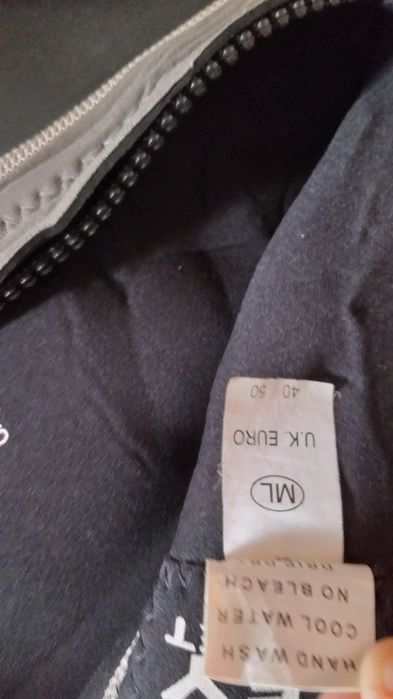 HAND WASH
COOL WATER
NO BLEACH
ML
U.K. EURO
40 50